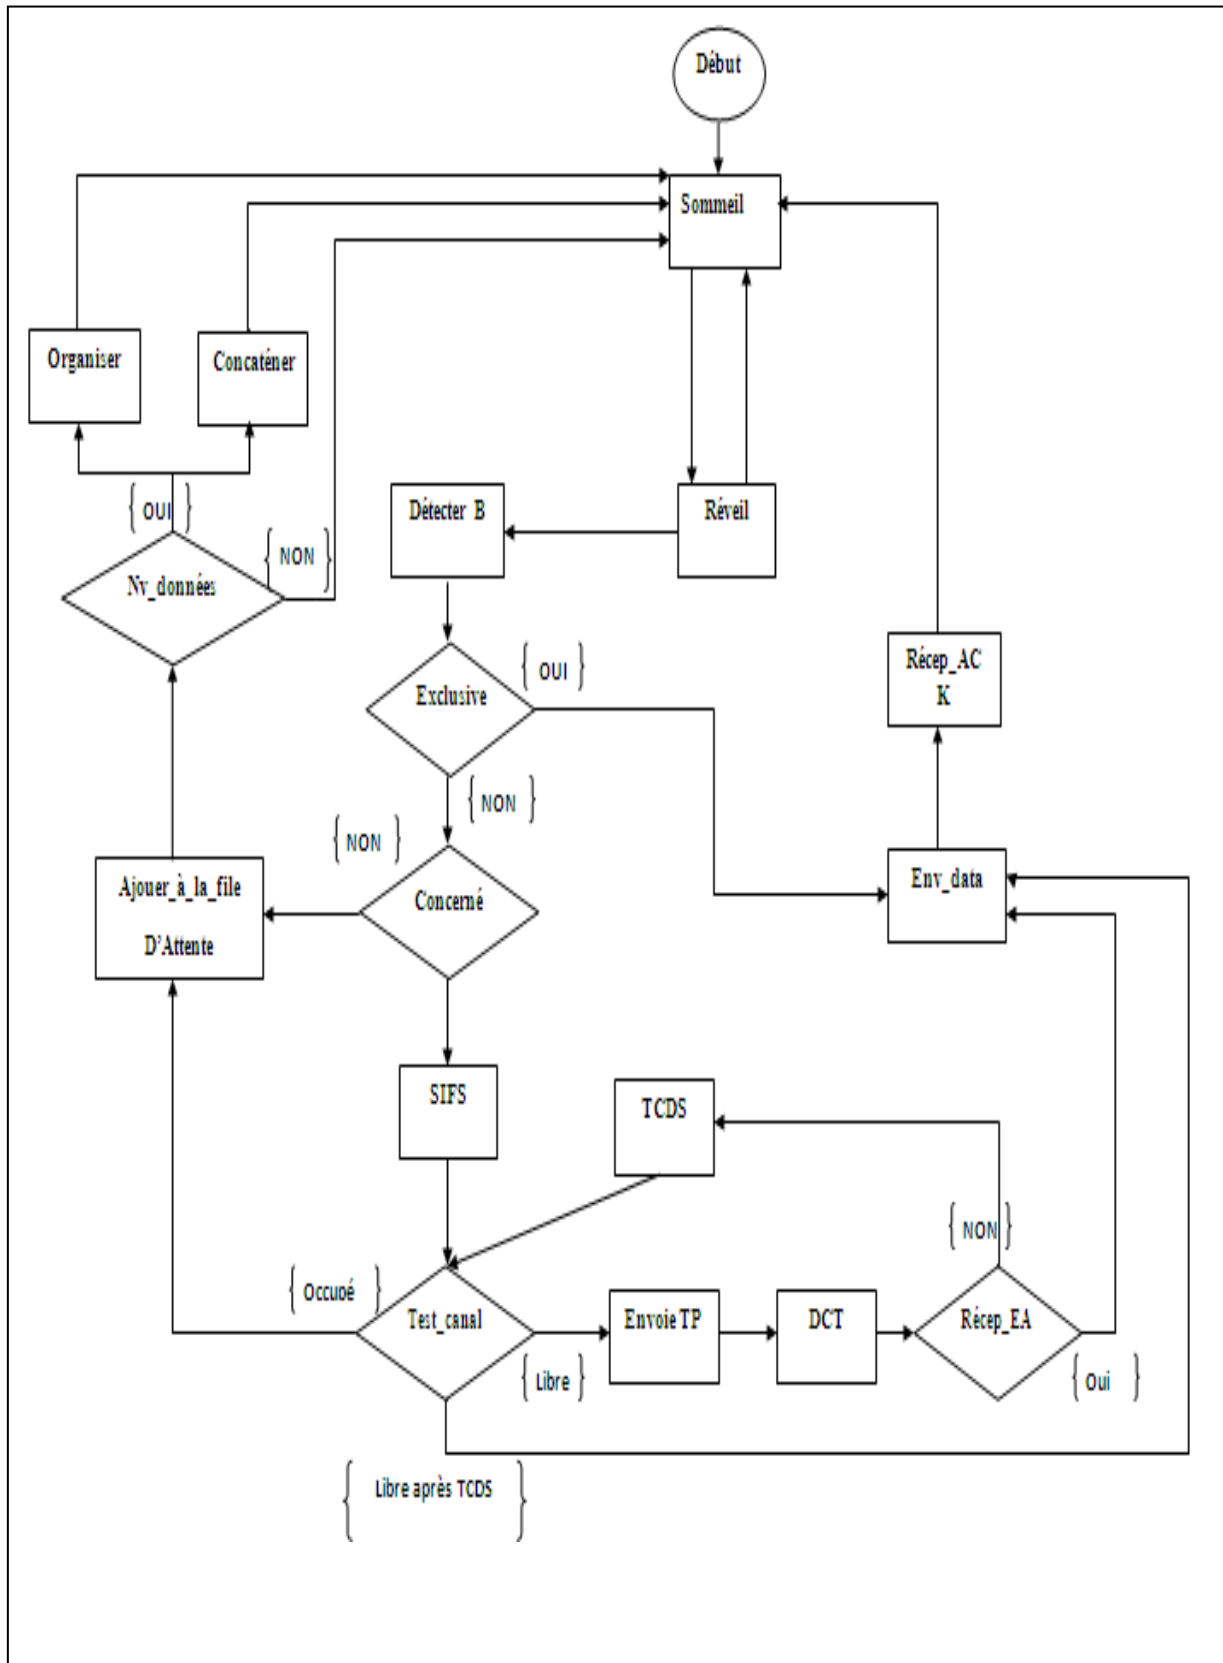 Début
Sommeil
Organiser
Concaténer
{ OUI }
{ NON }
Nv_données
Détecter B
Réveil
Exclusive
{ OUI }
{ NON }
Récep_AC
K
{ NON }
Concerné
Ajouer_à_la_file
D'Attente
Env_data
SIFS
TCDS
{ NON }
{ Occuoé }
Test_canal
{ Libre }
Envoie TP
DCT
Récep_EA
{ Oui }
{ Libre après TCDS }